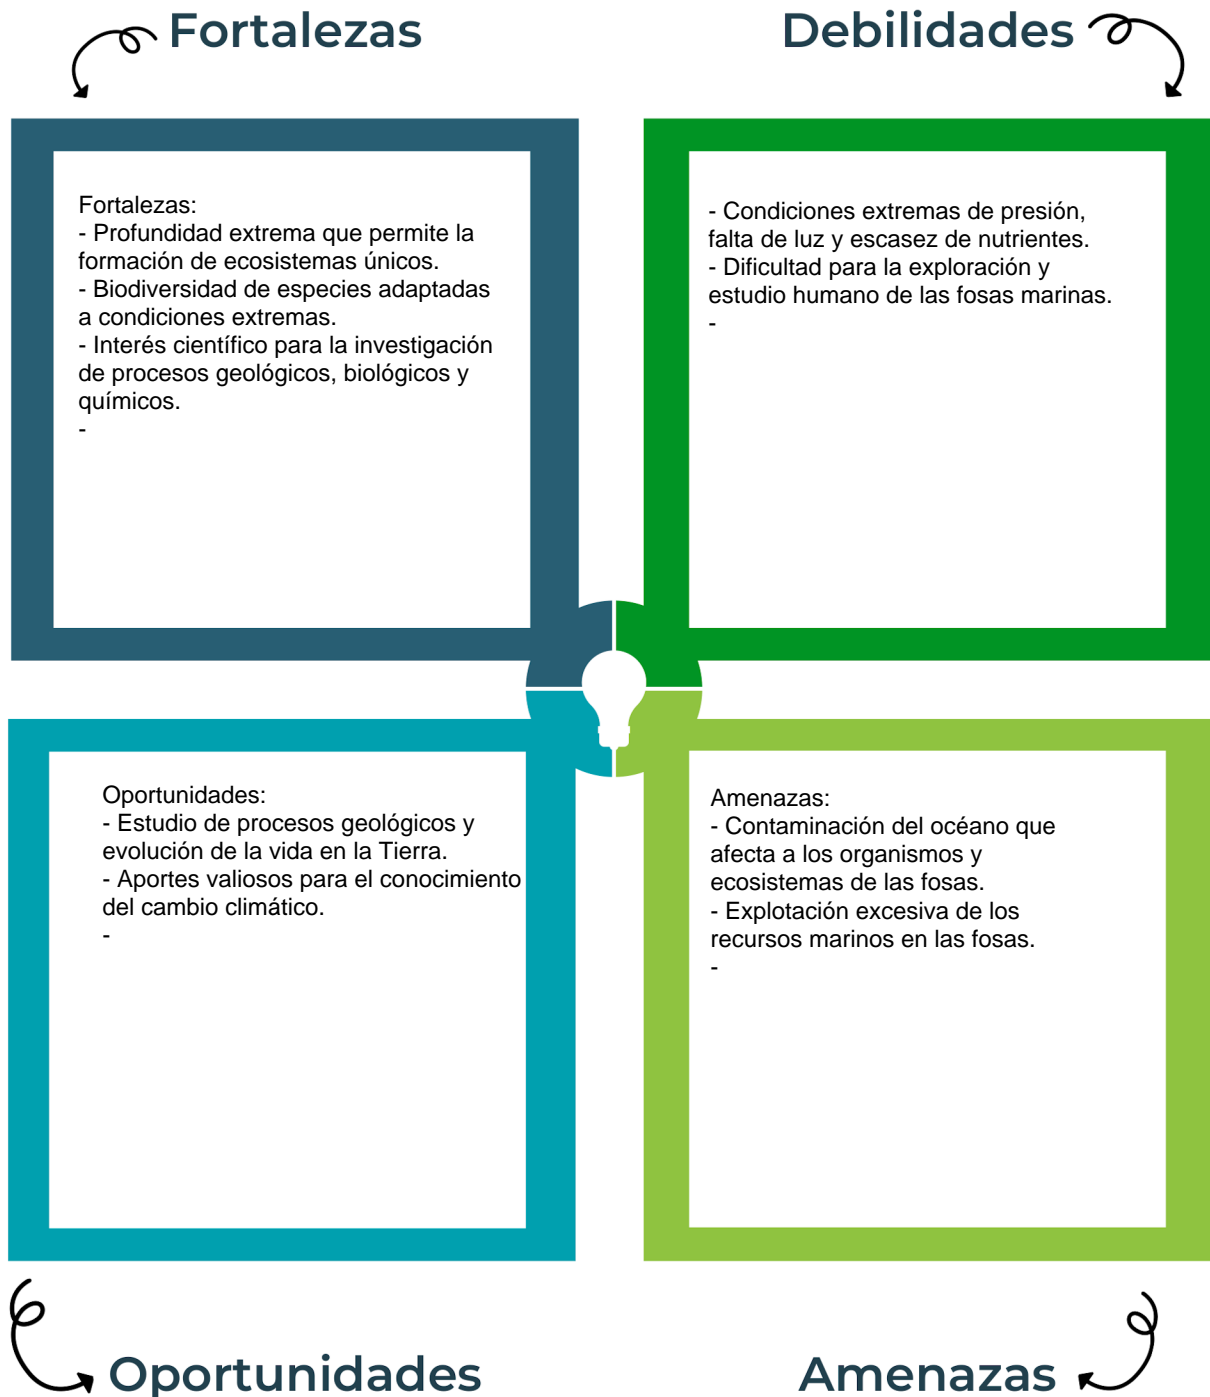 Fortalezas
Debilidades
Fortalezas:
- Profundidad extrema que permite la
formación de ecosistemas únicos.
- Biodiversidad de especies adaptadas
a condiciones extremas.
- Interés científico para la investigación
de procesos geológicos, biológicos y
químicos.
-
- Condiciones extremas de presión,
falta de luz y escasez de nutrientes.
- Dificultad para la exploración y
estudio humano de las fosas marinas.
-
Oportunidades:
- Estudio de procesos geológicos y
evolución de la vida en la Tierra.
- Aportes valiosos para el conocimiento
del cambio climático.
-
Amenazas:
- Contaminación del océano que
afecta a los organismos y
ecosistemas de las fosas.
- Explotación excesiva de los
recursos marinos en las fosas.
-
Oportunidades
Amenazas